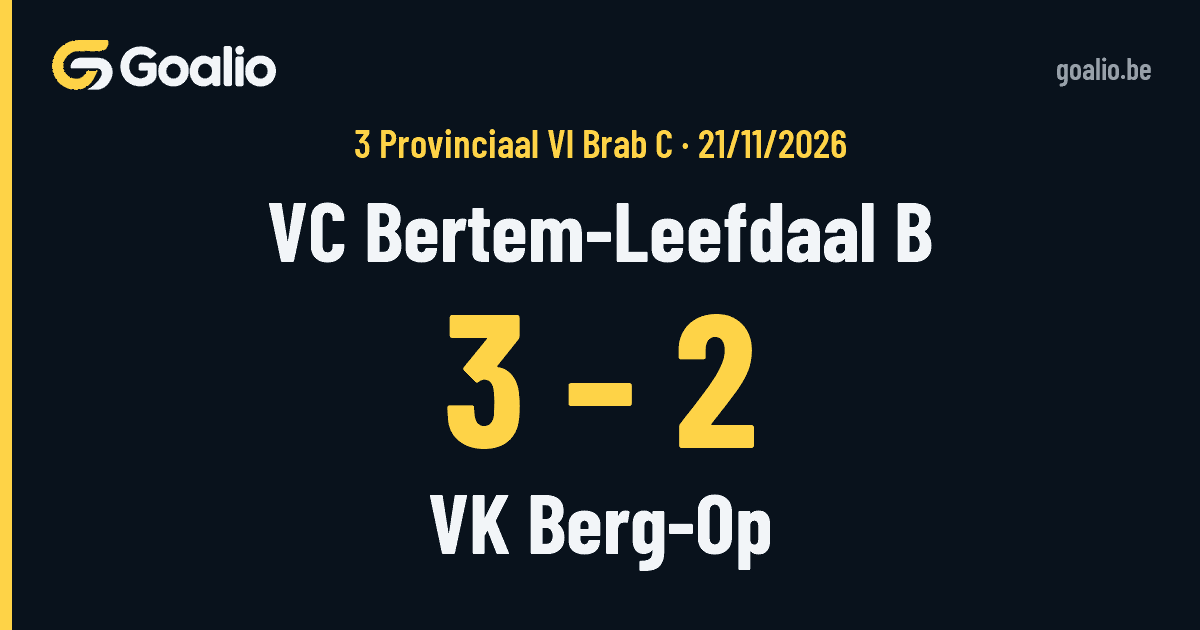 Goalio
goalio.be
3 Provinciaal Vl Brab C · 21/11/2026
VC Bertem-Leefdaal B
3 - 2
VK Berg-Op